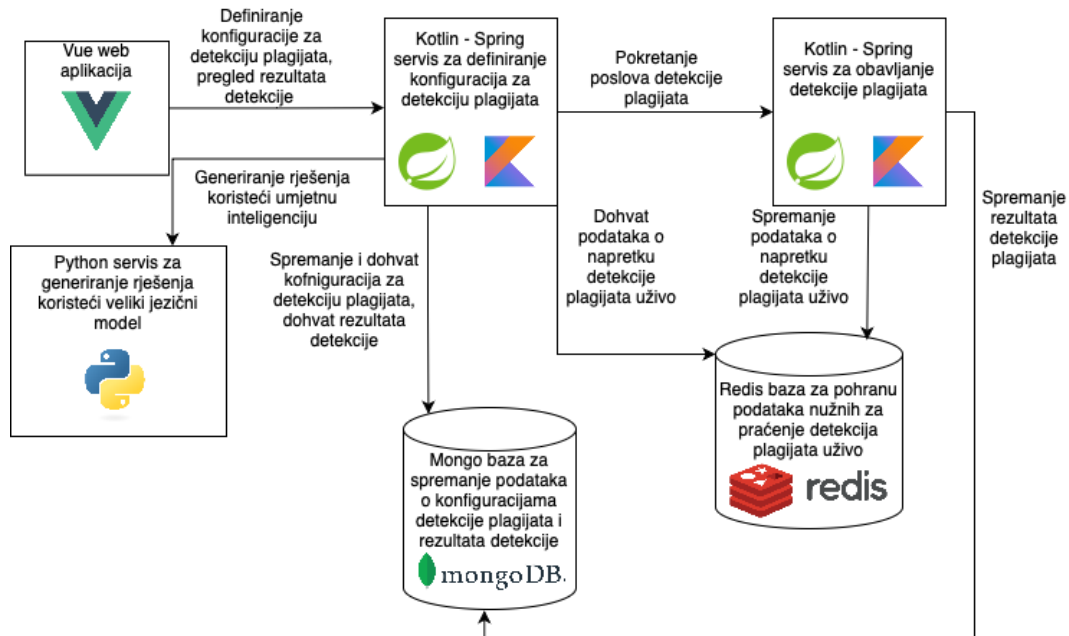 Vue web
aplikacija
Definiranje
konfiguracije za
detekciju plagijata,
pregled rezultata
detekcije
Kotlin - Spring
servis za definiranje
konfiguracija za
detekciju plagijata
Pokretanje
poslova detekcije
plagijata
Kotlin - Spring
servis za obavljanje
detekcije plagijata
Generiranje rješenja
koristeći umjetnu
inteligenciju
Python servis za
generiranje rješenja
koristeći veliki jezični
model
Spremanje i dohvat
kofniguracija za
detekciju plagijata,
dohvat rezultata
detekcije
Dohvat
podataka o
napretku
detekcije
plagijata uživo
Spremanje
podataka o
napretku
detekcije
plagijata uživo
Spremanje
rezultata
detekcije
plagijata
Mongo baza za
spremanje podataka
o konfiguracijama
detekcije plagijata i
rezultata detekcije
mongoDB.
Redis baza za pohranu
podataka nužnih za
praćenje detekcija
plagijata uživo
redis